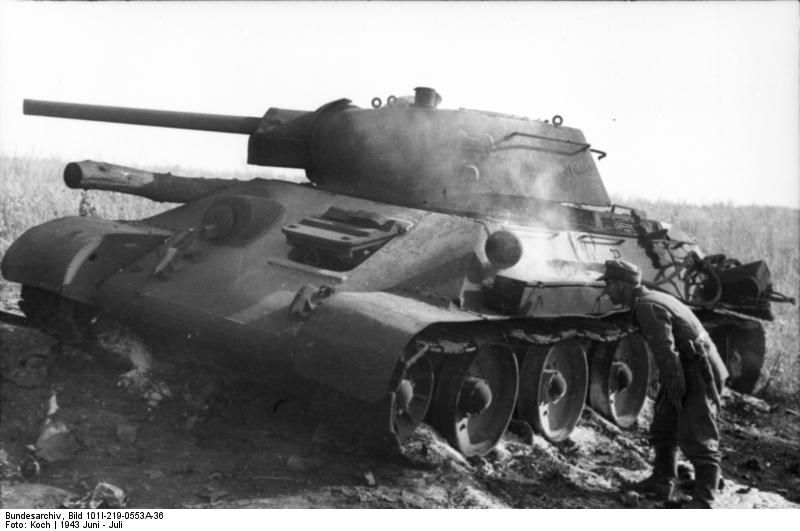 Bundesarchiv, Bild 101I-219-0553A-36
Foto: Koch | 1943 Juni - Juli